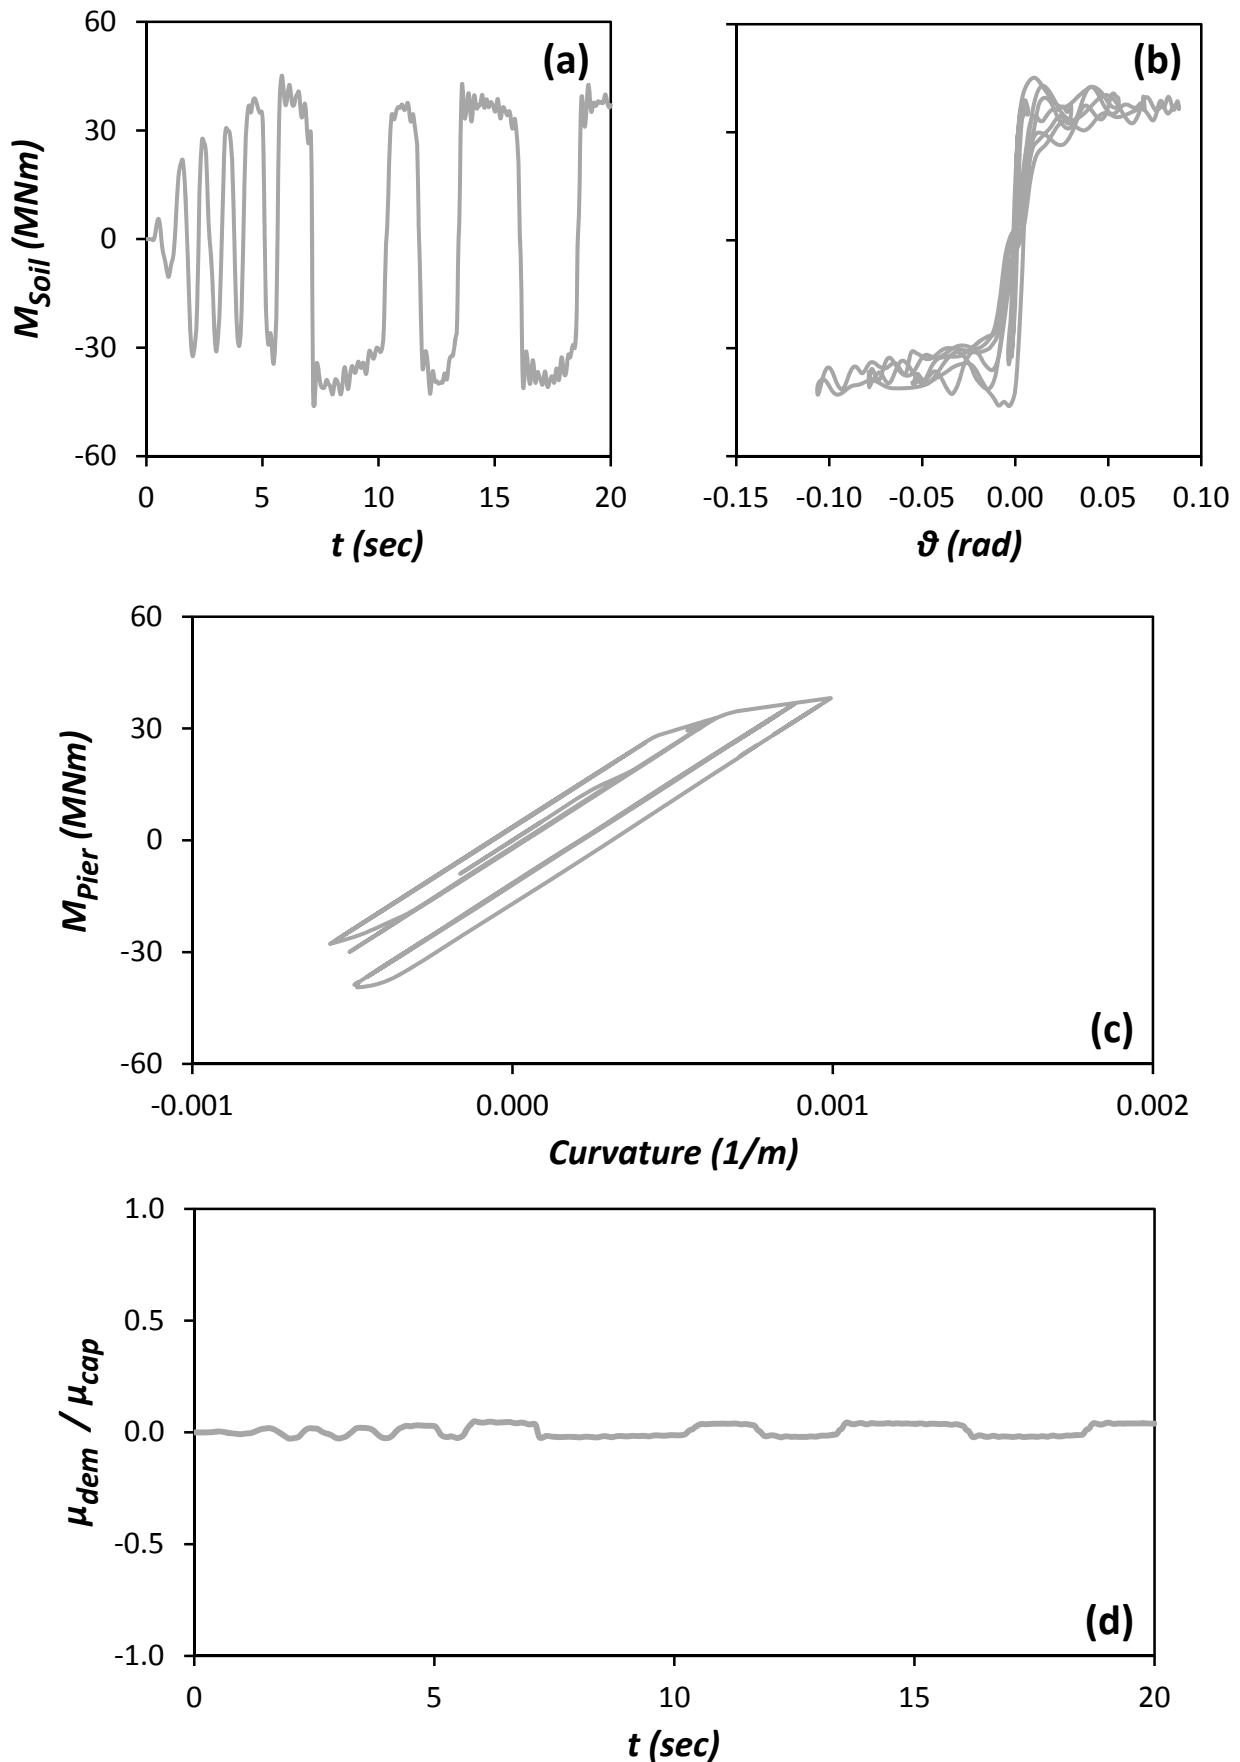 60
30
0
-30
-60
M_Soil (MNm)
0 5 10 15 20
t (sec)
(a)
(b)
-0.15 -0.10 -0.05 0.00 0.05 0.10
ϑ (rad)
60
30
0
-30
-60
M_Pier (MNm)
(c)
-0.001 0.000 0.001 0.002
Curvature (1/m)
1.0
0.5
0.0
-0.5
-1.0
μ_dem / μ_cap
(d)
0 5 10 15 20
t (sec)